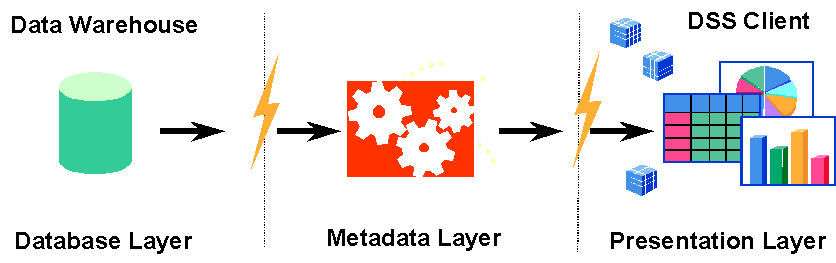 Data Warehouse
DSS Client
Database Layer
Metadata Layer
Presentation Layer